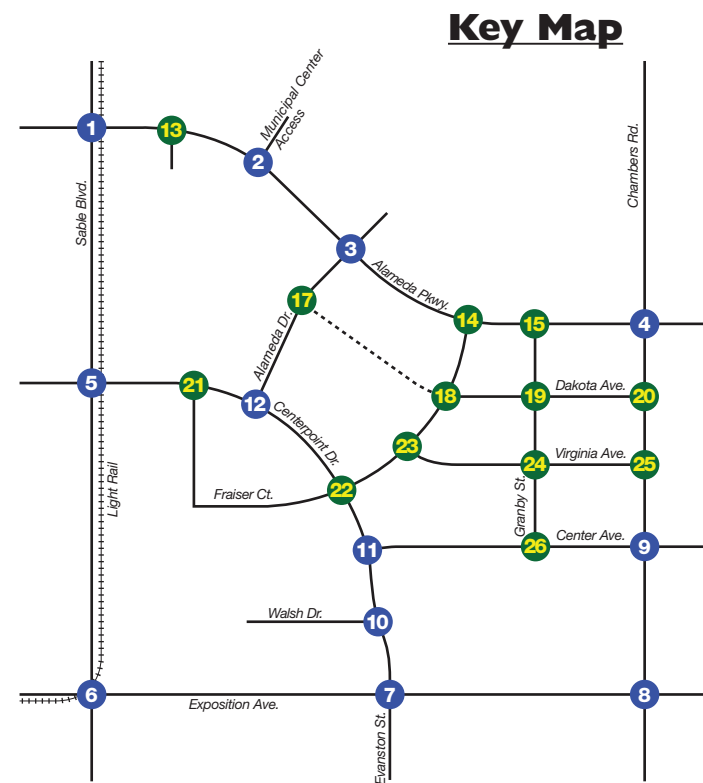 Key Map
Municipal Center
Access
Chambers Rd.
1
13
2
Sable Blvd.
3
Alameda Pkwy.
17
14
15
4
Alameda Dr.
5
21
12
18
19
Dakota Ave.
20
Centerpoint Dr.
23
24
Virginia Ave.
25
Light Rail
Fraiser Ct.
22
Granby St.
11
26
Center Ave.
9
Walsh Dr.
10
6
Exposition Ave.
7
8
Evanston St.